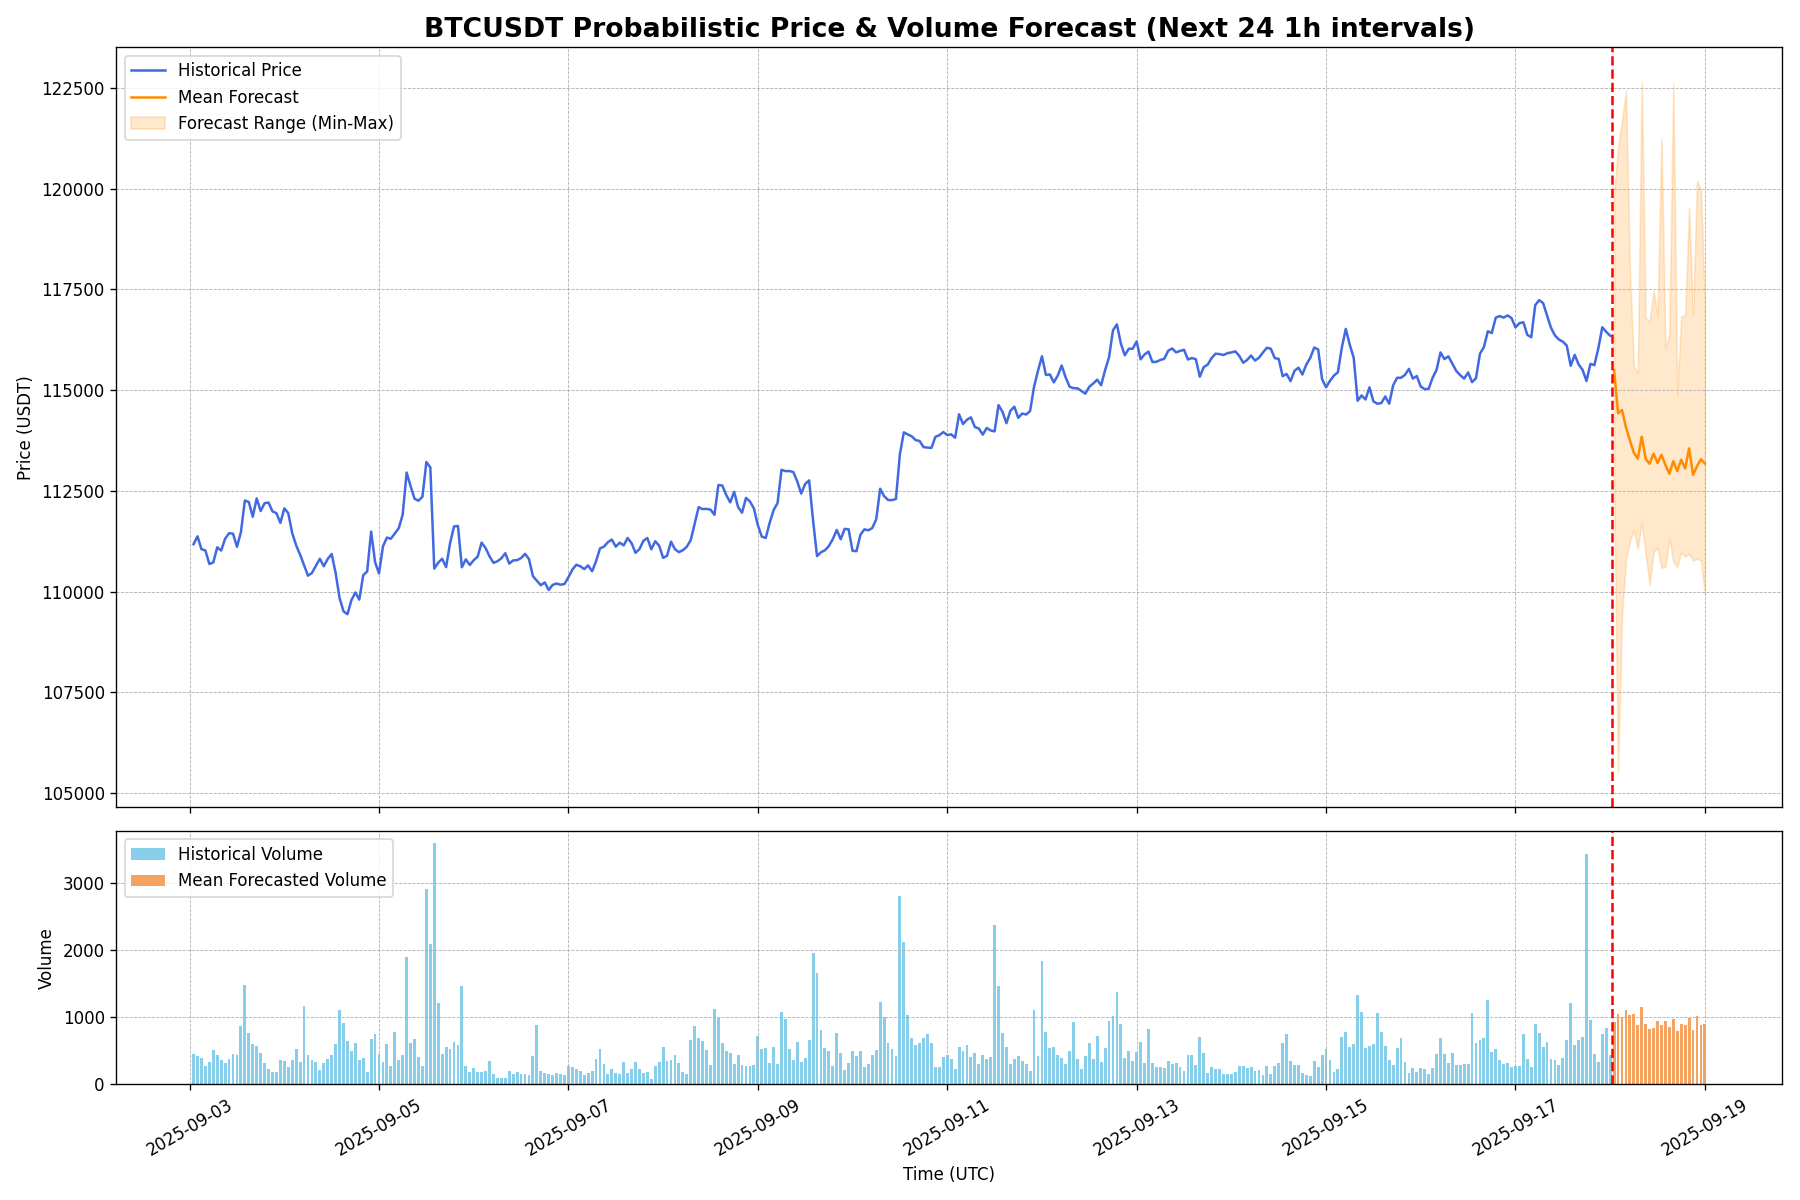 BTCUSDT Probabilistic Price & Volume Forecast (Next 24 1h intervals)
Historical Price
Mean Forecast
Forecast Range (Min-Max)
Price (USDT)
122500
120000
117500
115000
112500
110000
107500
105000
Historical Volume
Mean Forecasted Volume
Volume
3000
2000
1000
0
2025-09-03
2025-09-05
2025-09-07
2025-09-09
2025-09-11
2025-09-13
2025-09-15
2025-09-17
2025-09-19
Time (UTC)